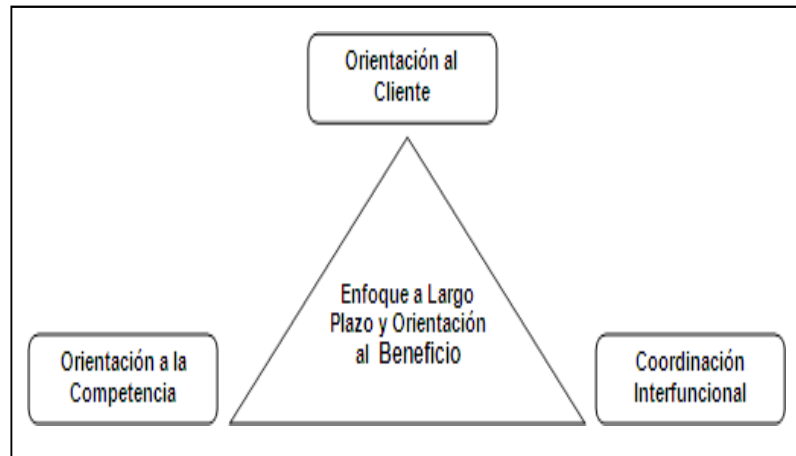 Orientación al
Cliente
Enfoque a Largo
Plazo y Orientación
al Beneficio
Orientación a la
Competencia
Coordinación
Interfuncional